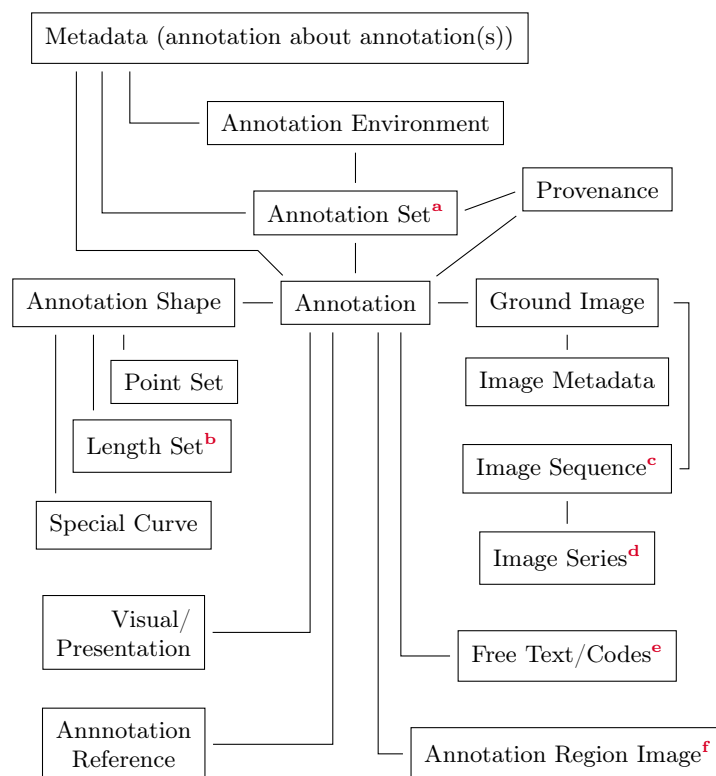 Metadata (annotation about annotation(s))
Annotation Environment
Provenance
Annotation Set^a
Annotation Shape
Annotation
Ground Image
Point Set
Image Metadata
Length Set^b
Image Sequence^c
Special Curve
Image Series^d
Visual/
Presentation
Free Text/Codes^e
Annnotation
Reference
Annotation Region Image^f